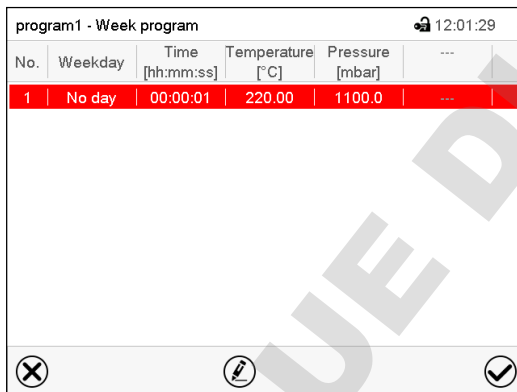 program1 - Week program 12:01:29
No. Weekday Time [hh:mm:ss] Temperature [°C] Pressure [mbar] ---
1 No day 00:00:01 220.00 1100.0 ---
UE D